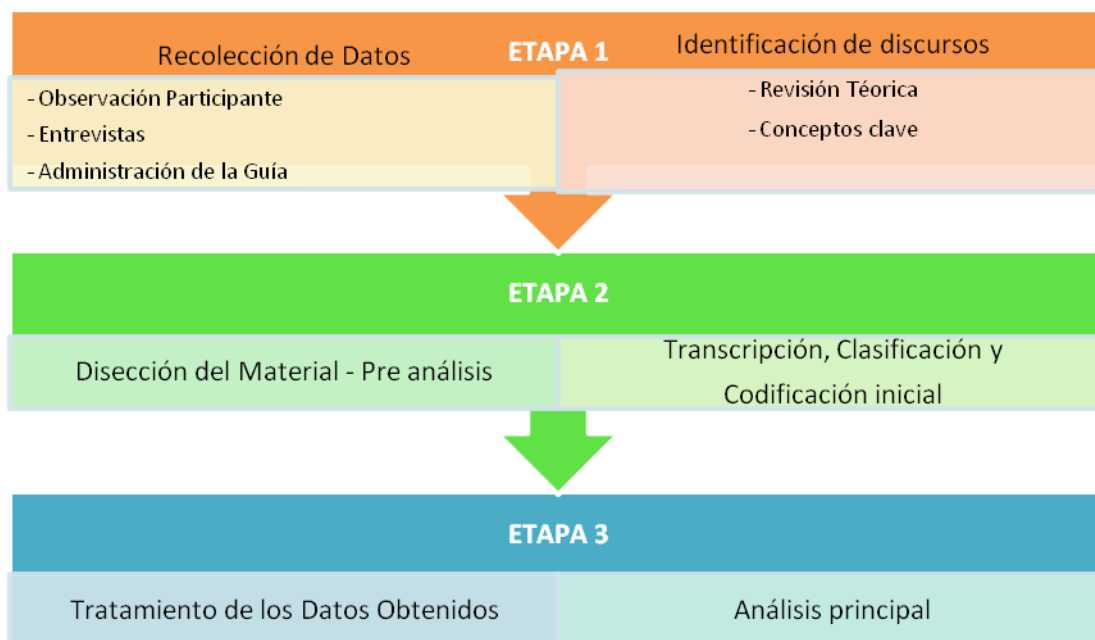 Recolección de Datos
ETAPA 1
Identificación de discursos
- Observación Participante
- Entrevistas
- Administración de la Guía
- Revisión Téorica
- Conceptos clave
ETAPA 2
Disección del Material - Pre análisis
Transcripción, Clasificación y
Codificación inicial
ETAPA 3
Tratamiento de los Datos Obtenidos
Análisis principal